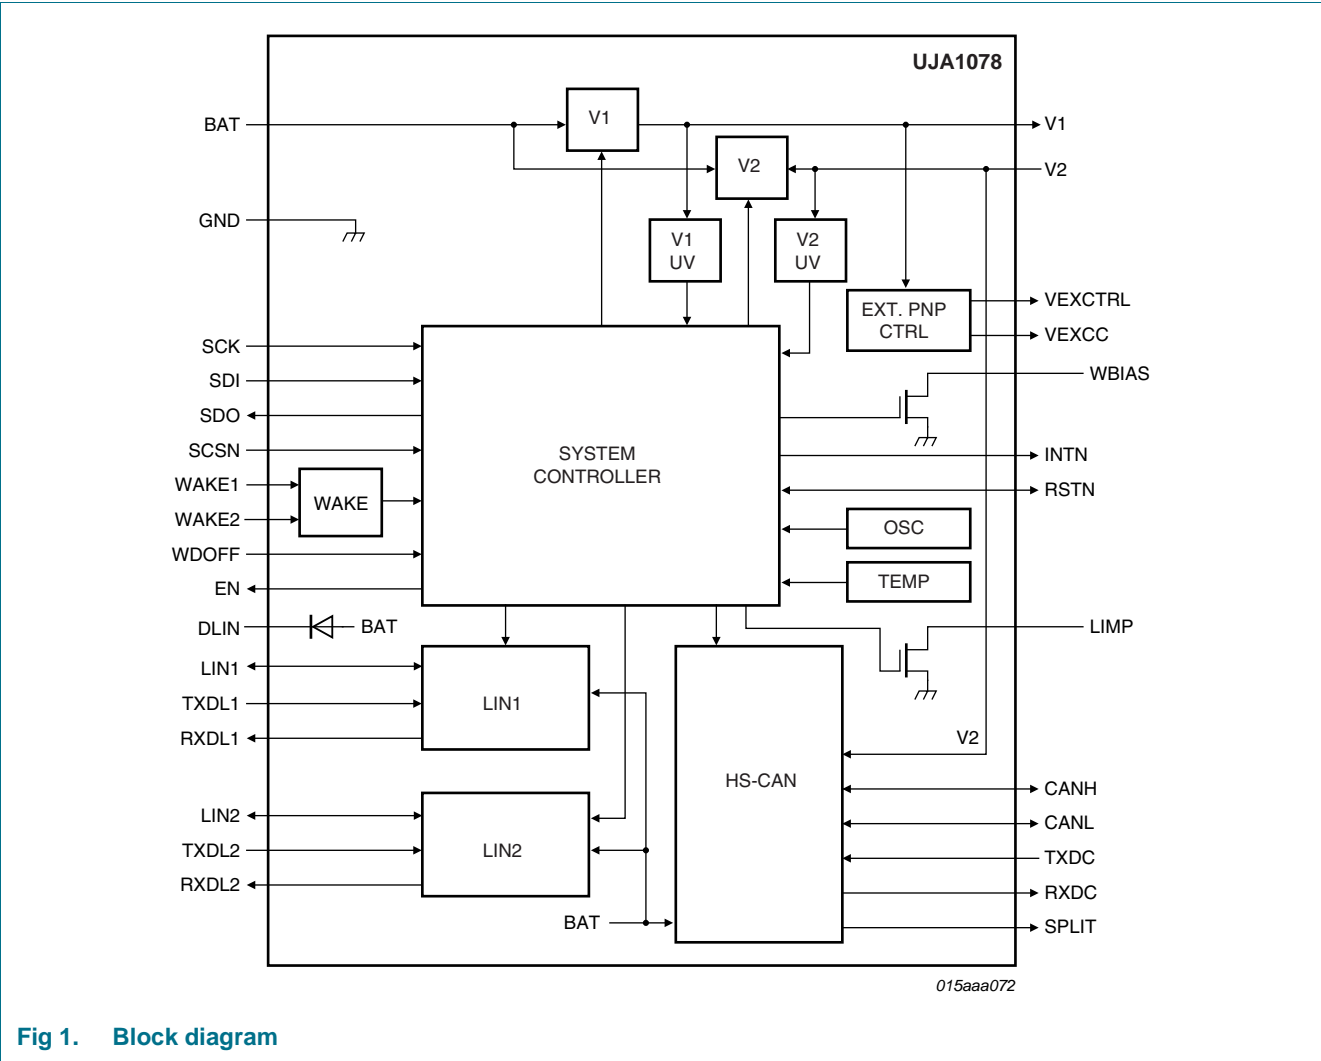 UJA1078
BAT
V1
V1
V2
V2
GND
V1
UV
V2
UV
EXT. PNP
CTRL
VEXCTRL
VEXCC
SCK
SDI
SDO
SCSN
WAKE1
WAKE2
WAKE
WDOFF
EN
SYSTEM
CONTROLLER
WBIAS
INTN
RSTN
OSC
TEMP
DLIN
BAT
LIMP
LIN1
TXDL1
RXDL1
LIN1
V2
HS-CAN
LIN2
TXDL2
RXDL2
LIN2
BAT
CANH
CANL
TXDC
RXDC
SPLIT
015aaa072
Fig 1. Block diagram